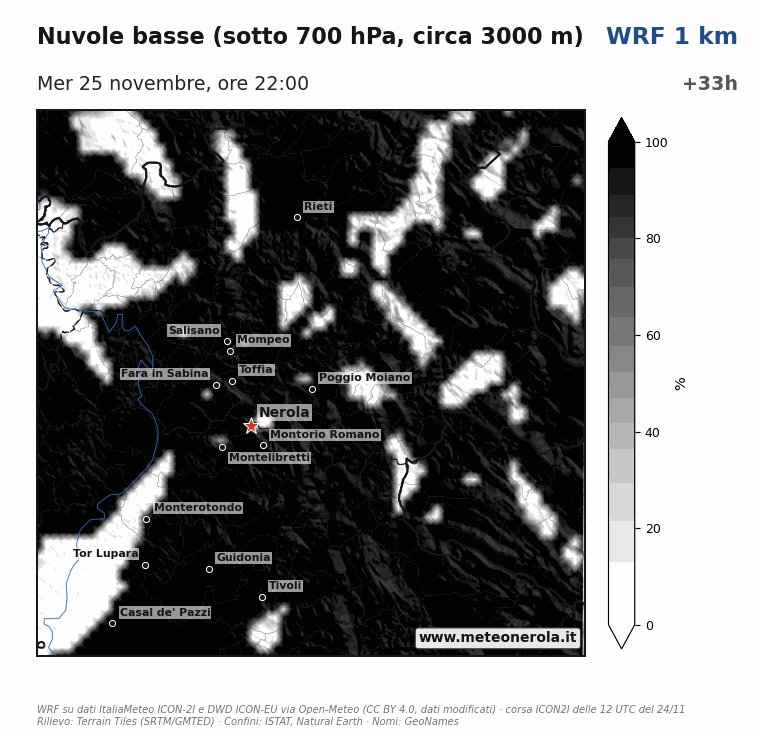 Nuvole basse (sotto 700 hPa, circa 3000 m) WRF 1 km
Mer 25 novembre, ore 22:00 +33h
100
80
60
40
20
0
%
Rieti
Salisano
Mompeo
Toffia
Fara in Sabina
Poggio Moiano
Nerola
Montorio Romano
Montelibretti
Monterotondo
Tor Lupara
Guidonia
Tivoli
Casal de' Pazzi
www.meteonerola.it
WRF su dati ItaliaMeteo ICON-2I e DWD ICON-EU via Open-Meteo (CC BY 4.0, dati modificati) · corsa ICON2I delle 12 UTC del 24/11
Rilievo: Terrain Tiles (SRTM/GMTED) · Confini: ISTAT, Natural Earth · Nomi: GeoNames